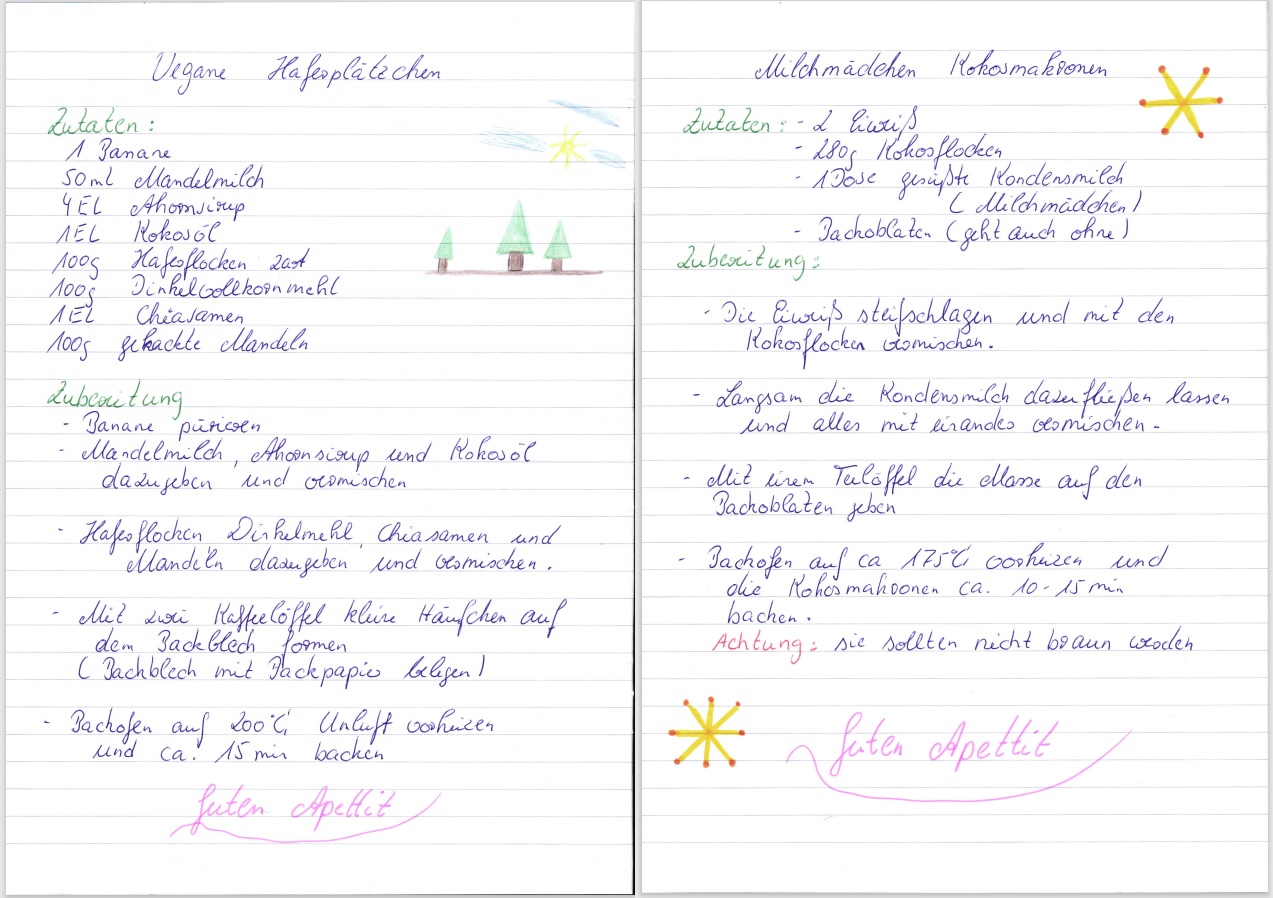 Vegane Haferplätzchen
Zutaten:
1 Banane
50ml Mandelmilch
4EL Ahornsirup
1EL Kokosöl
100g Haferflocken zart
100g Dinkelvollkornmehl
1EL Chiasamen
100g gehackte Mandeln
Zubereitung
- Banane pürieren
- Mandelmilch, Ahornsirup und Kokosöl
dazugeben und vermischen
- Haferflocken Dinkelmehl, Chiasamen und
Mandeln dazugeben und vermischen.
- Mit zwei Kaffeelöffel kleine Häufchen auf
dem Backblech formen
(Backblech mit Backpapier belegen)
- Backofen auf 200°C Umluft vorheizen
und ca. 15 min backen
Guten Apettit
Milchmädchen Kokosmakronen
Zutaten: - 2 Eiweiß
- 280g Kokosflocken
- 1 Dose gesüßte Kondensmilch
(Milchmädchen)
- Backoblaten (geht auch ohne)
Zubereitung:
- Die Eiweiß steifschlagen und mit den
Kokosflocken vermischen.
- Langsam die Kondensmilch dazufließen lassen
und alles mit einander vermischen.
- Mit einem Teelöffel die Masse auf den
Backoblaten geben
- Backofen auf ca 175°C vorheizen und
die Kokosmakronen ca. 10-15 min
backen.
Achtung: sie sollten nicht braun werden
Guten Apettit